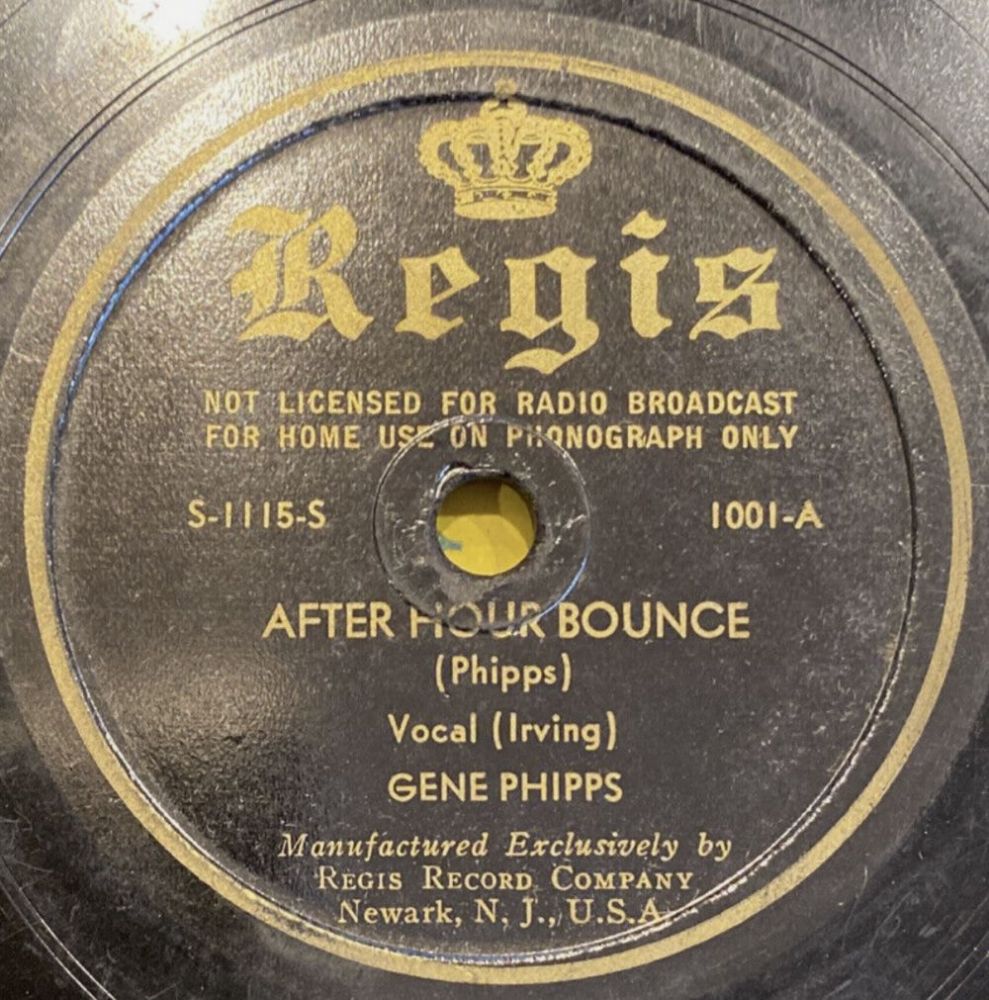 Regis
NOT LICENSED FOR RADIO BROADCAST
FOR HOME USE ON PHONOGRAPH ONLY
S-1115-S 1001-A
AFTER HOUR BOUNCE
(Phipps)
Vocal (Irving)
GENE PHIPPS
Manufactured Exclusively by
REGIS RECORD COMPANY
Newark, N. J., U.S.A.